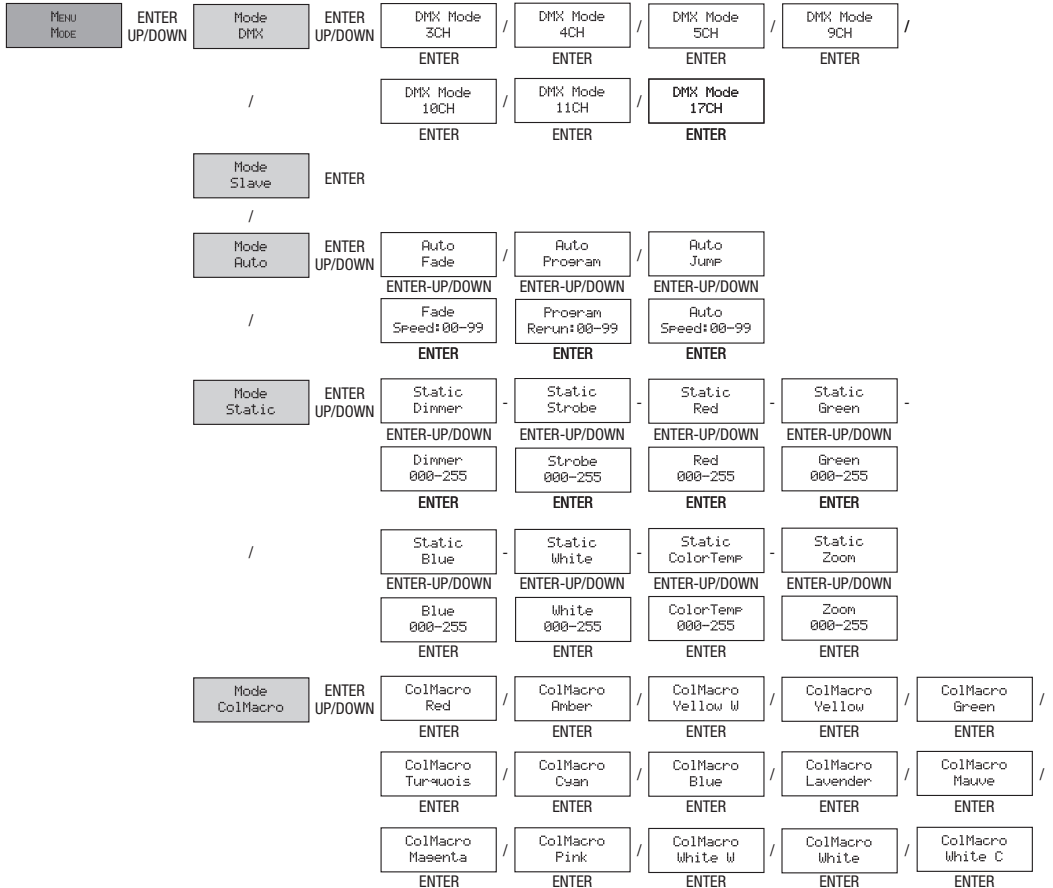 MENU MODE ENTER UP/DOWN Mode DMX ENTER UP/DOWN DMX Mode 3CH / DMX Mode 4CH / DMX Mode 5CH / DMX Mode 9CH /
ENTER ENTER ENTER ENTER
/ DMX Mode 10CH / DMX Mode 11CH / DMX Mode 17CH
ENTER ENTER ENTER
Mode Slave ENTER
/
Mode Auto ENTER UP/DOWN Auto Fade / Auto Program / Auto Jump
ENTER-UP/DOWN ENTER-UP/DOWN ENTER-UP/DOWN
/ Fade Speed:00-99 Program Rerun:00-99 Auto Speed:00-99
ENTER ENTER ENTER
Mode Static ENTER UP/DOWN Static Dimmer - Static Strobe - Static Red - Static Green -
ENTER-UP/DOWN ENTER-UP/DOWN ENTER-UP/DOWN ENTER-UP/DOWN
Dimmer 000-255 Strobe 000-255 Red 000-255 Green 000-255
ENTER ENTER ENTER ENTER
/ Static Blue - Static White - Static ColorTemp - Static Zoom
ENTER-UP/DOWN ENTER-UP/DOWN ENTER-UP/DOWN ENTER-UP/DOWN
Blue 000-255 White 000-255 ColorTemp 000-255 Zoom 000-255
ENTER ENTER ENTER ENTER
Mode ColMacro ENTER UP/DOWN ColMacro Red / ColMacro Amber / ColMacro Yellow W / ColMacro Yellow / ColMacro Green /
ENTER ENTER ENTER ENTER ENTER
ColMacro Turquois / ColMacro Cyan / ColMacro Blue / ColMacro Lavender / ColMacro Mauve /
ENTER ENTER ENTER ENTER ENTER
ColMacro Magenta / ColMacro Pink / ColMacro White W / ColMacro White / ColMacro White C
ENTER ENTER ENTER ENTER ENTER